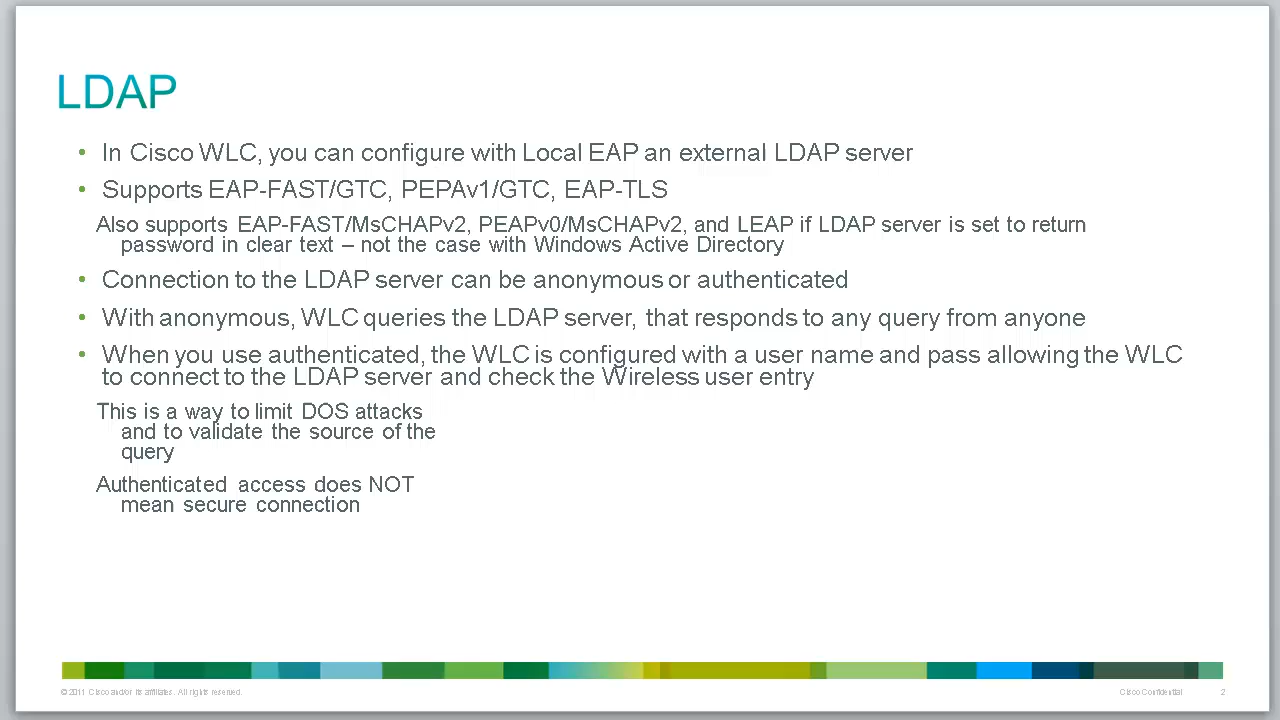 LDAP
• In Cisco WLC, you can configure with Local EAP an external LDAP server
• Supports EAP-FAST/GTC, PEPAv1/GTC, EAP-TLS
Also supports EAP-FAST/MsCHAPv2, PEAPv0/MsCHAPv2, and LEAP if LDAP server is set to return
password in clear text – not the case with Windows Active Directory
• Connection to the LDAP server can be anonymous or authenticated
• With anonymous, WLC queries the LDAP server, that responds to any query from anyone
• When you use authenticated, the WLC is configured with a user name and pass allowing the WLC
to connect to the LDAP server and check the Wireless user entry
This is a way to limit DOS attacks
and to validate the source of the
query
Authenticated access does NOT
mean secure connection
© 2011 Cisco and/or its affiliates. All rights reserved.
Cisco Confidential
2